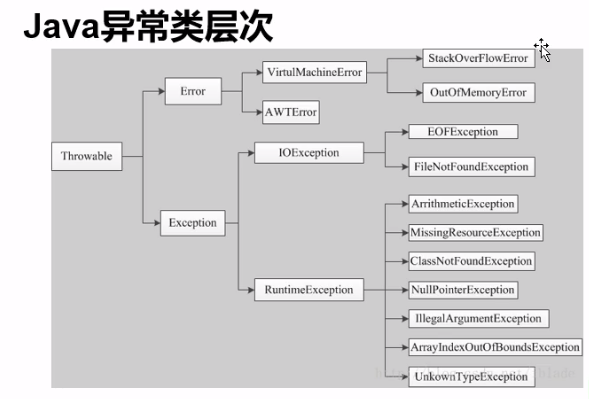 Java异常类层次
StackOverFlowError
VirtulMachineError
Error
OutOfMemoryError
AWTError
EOFException
Throwable
IOException
FileNotFoundException
ArrithmeticException
Exception
MissingResourceException
ClassNotFoundException
RuntimeException
NullPointerException
IllegalArgumentException
ArrayIndexOutOfBoundsException
UnkownTypeException